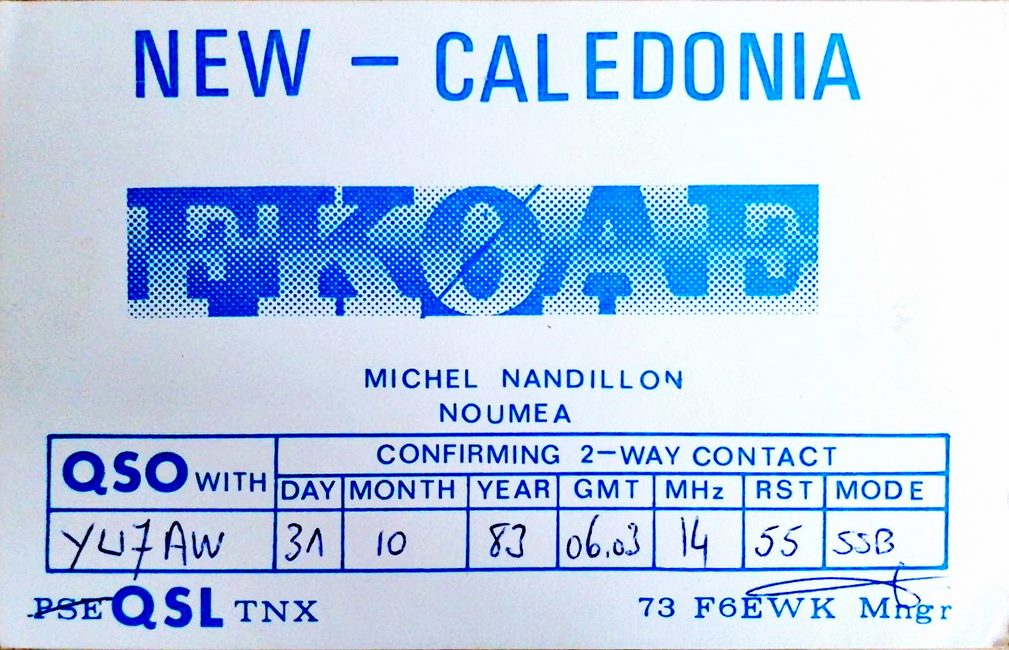 NEW - CALEDONIA
FKØAE
MICHEL NANDILLON
NOUMEA
QSO WITH CONFIRMING 2-WAY CONTACT
DAY MONTH YEAR GMT MHz RST MODE
YU7AW 31 10 83 06.03 14 55 SSB
PSE QSL TNX 73 F6EWK Mngr